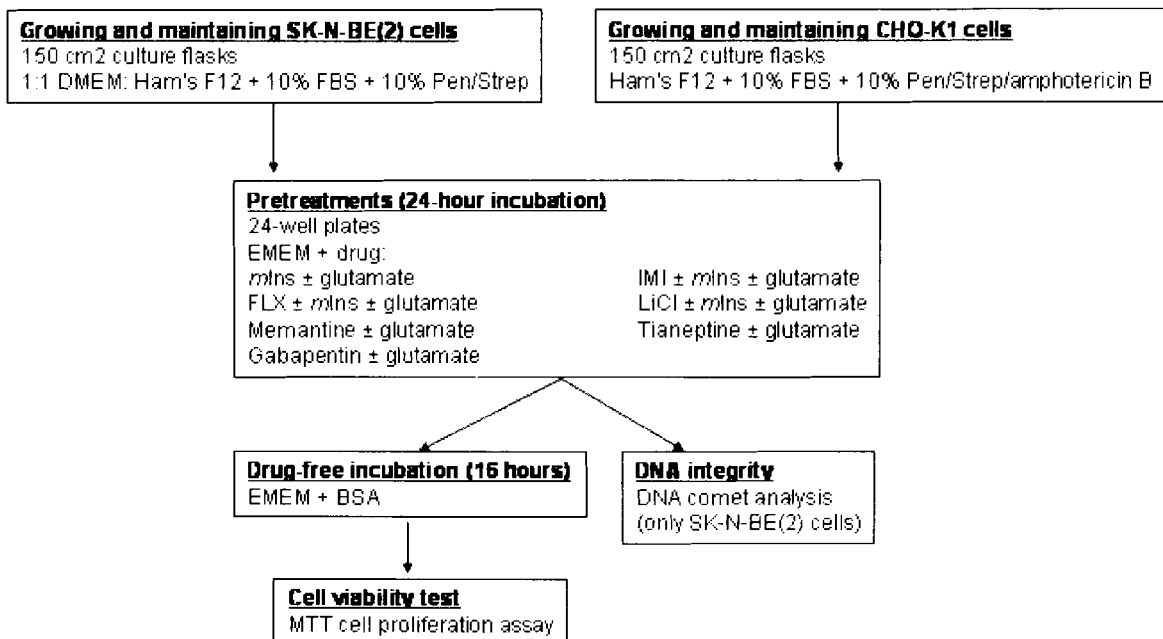 Growing and maintaining SK-N-BE(2) cells
150 cm2 culture flasks
1:1 DMEM: Ham's F12 + 10% FBS + 10% Pen/Strep
Growing and maintaining CHO-K1 cells
150 cm2 culture flasks
Ham's F12 + 10% FBS + 10% Pen/Strep/amphotericin B
Pretreatments (24-hour incubation)
24-well plates
EMEM + drug:
mIns ± glutamate
FLX ± mIns ± glutamate
Memantine ± glutamate
Gabapentin ± glutamate
IMI ± mIns ± glutamate
LiCl ± mIns ± glutamate
Tianeptine ± glutamate
Drug-free incubation (16 hours)
EMEM + BSA
DNA integrity
DNA comet analysis
(only SK-N-BE(2) cells)
Cell viability test
MTT cell proliferation assay